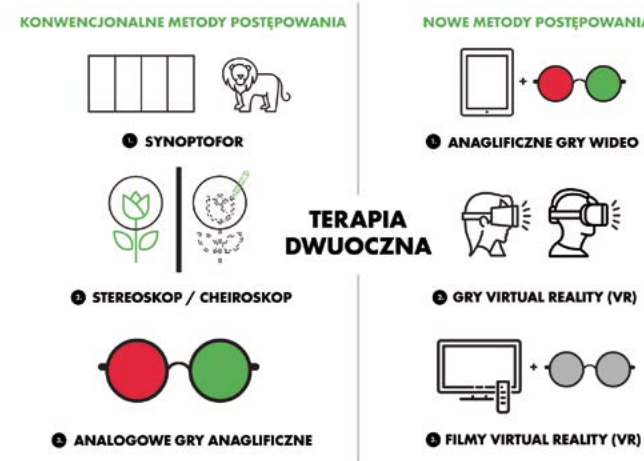 KONWENCJONALNE METODY POSTĘPOWANIA
1. SYNOPTOFOR
2. STEREOSKOP / CHEIROSKOP
3. ANALOGOWE GRY ANAGLIFICZNE
TERAPIA
DWUOCZNA
NOWE METODY POSTĘPOWANIA
1. ANAGLIFICZNE GRY WIDEO
2. GRY VIRTUAL REALITY (VR)
3. FILMY VIRTUAL REALITY (VR)